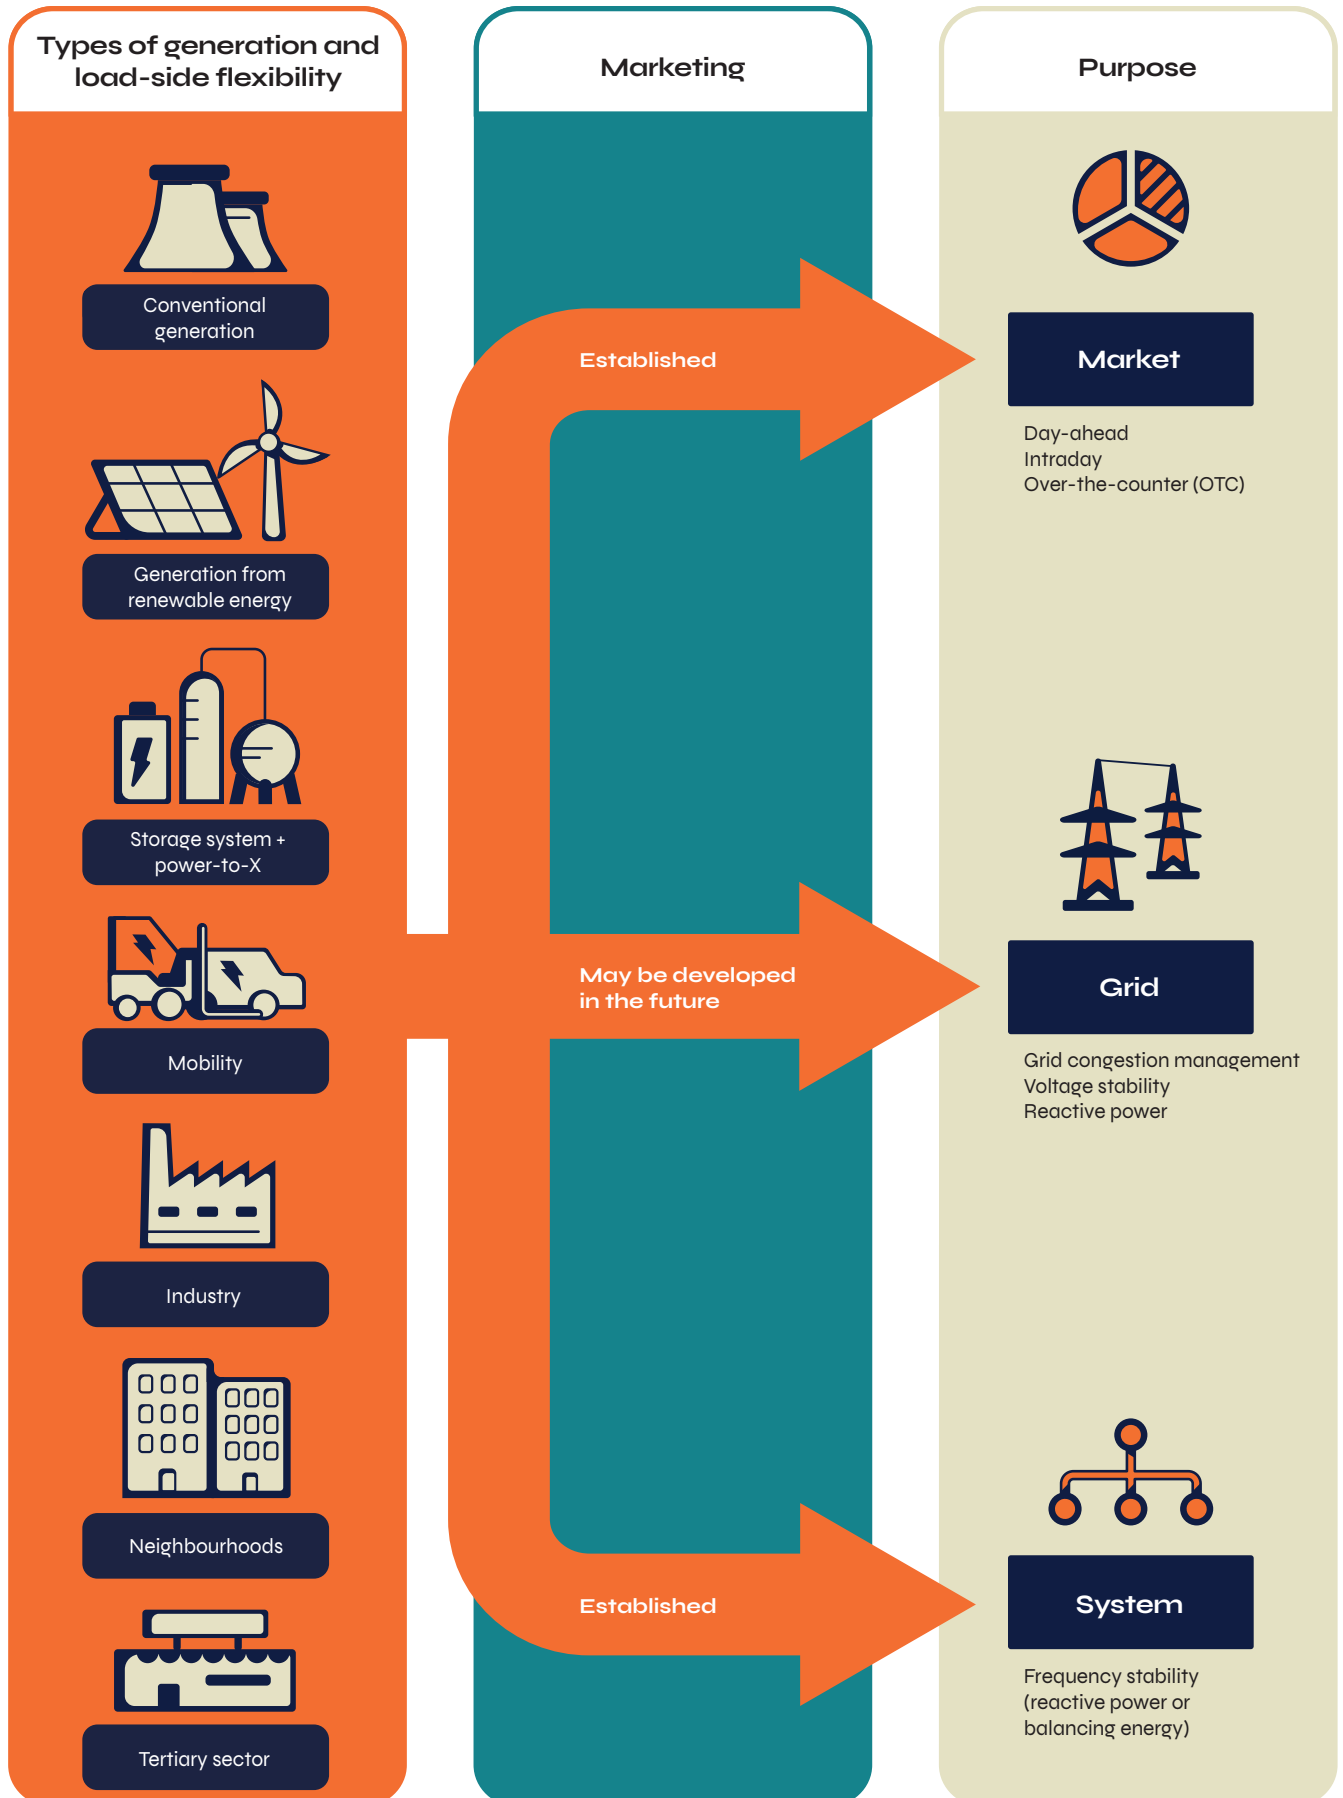 Types of generation and
load-side flexibility
Conventional
generation
Generation from
renewable energy
Storage system +
power-to-X
Mobility
Industry
Neighbourhoods
Tertiary sector
Marketing
Established
May be developed
in the future
Established
Purpose
Market
Day-ahead
Intraday
Over-the-counter (OTC)
Grid
Grid congestion management
Voltage stability
Reactive power
System
Frequency stability
(reactive power or
balancing energy)